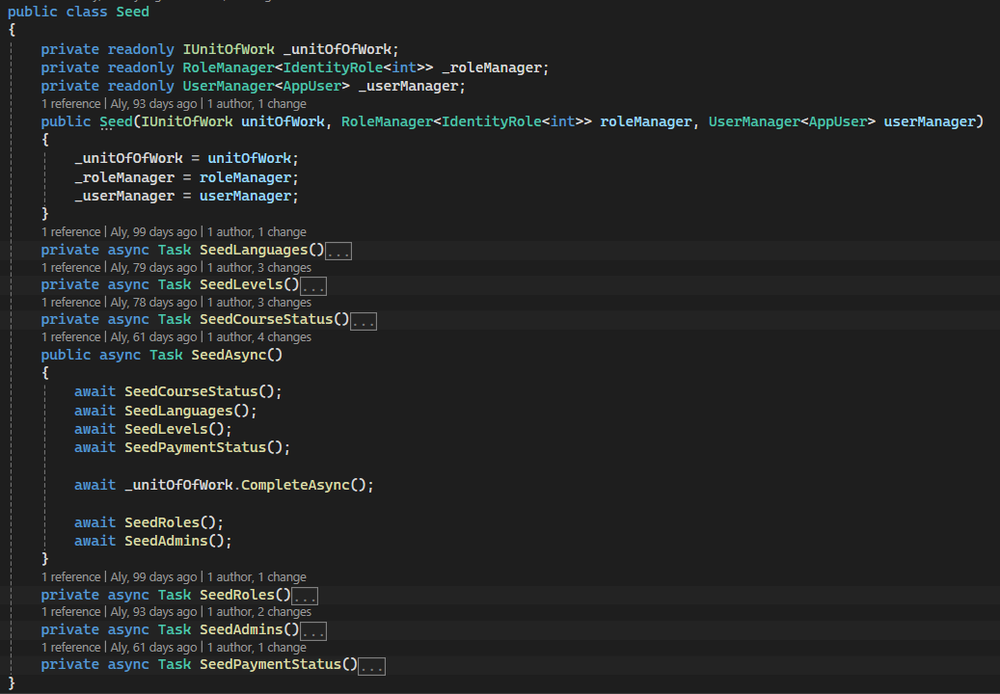 public class Seed
{
private readonly IUnitOfWork _unitOfOfWork;
private readonly RoleManager<IdentityRole<int>> _roleManager;
private readonly UserManager<AppUser> _userManager;
1 reference | Aly, 93 days ago | 1 author, 1 change
public Seed(IUnitOfWork unitOfWork, RoleManager<IdentityRole<int>> roleManager, UserManager<AppUser> userManager)
{
_unitOfOfWork = unitOfWork;
_roleManager = roleManager;
_userManager = userManager;
}
1 reference | Aly, 99 days ago | 1 author, 1 change
private async Task SeedLanguages()...
1 reference | Aly, 79 days ago | 1 author, 3 changes
private async Task SeedLevels()...
1 reference | Aly, 78 days ago | 1 author, 3 changes
private async Task SeedCourseStatus()...
1 reference | Aly, 61 days ago | 1 author, 4 changes
public async Task SeedAsync()
{
await SeedCourseStatus();
await SeedLanguages();
await SeedLevels();
await SeedPaymentStatus();
await _unitOfOfWork.CompleteAsync();
await SeedRoles();
await SeedAdmins();
}
1 reference | Aly, 99 days ago | 1 author, 1 change
private async Task SeedRoles()...
1 reference | Aly, 93 days ago | 1 author, 2 changes
private async Task SeedAdmins()...
1 reference | Aly, 61 days ago | 1 author, 1 change
private async Task SeedPaymentStatus()...
}